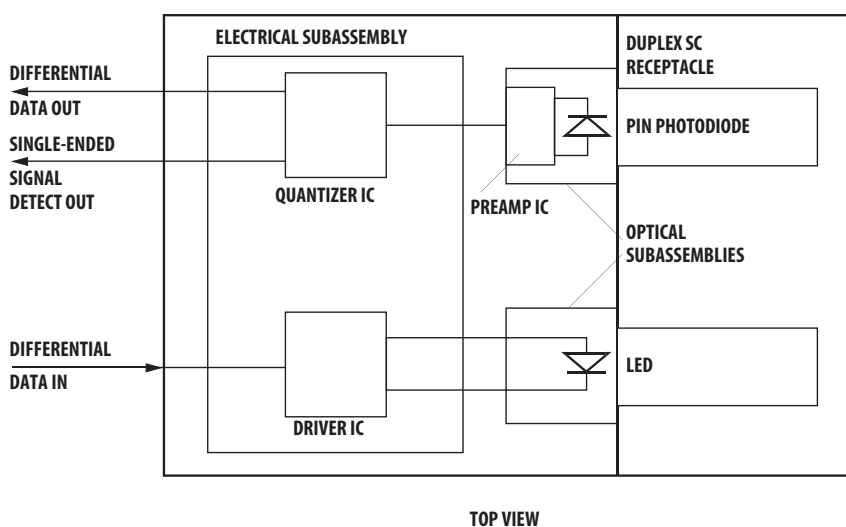 ELECTRICAL SUBASSEMBLY
DUPLEX SC
RECEPTACLE
DIFFERENTIAL
DATA OUT
SINGLE-ENDED
SIGNAL
DETECT OUT
QUANTIZER IC
PREAMP IC
PIN PHOTODIODE
OPTICAL
SUBASSEMBLIES
DIFFERENTIAL
DATA IN
DRIVER IC
LED
TOP VIEW